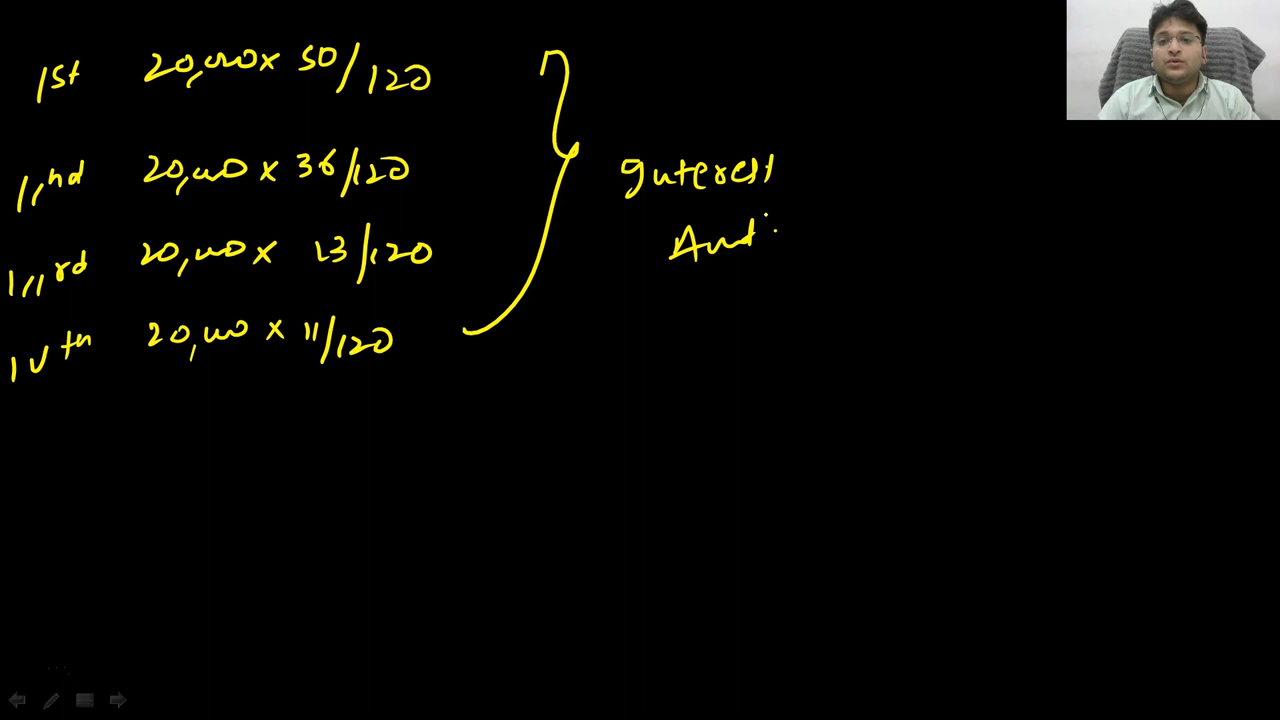 1st 20,000 x 50/120
IInd 20,000 x 36/120
IIIrd 20,000 x 23/120
IVth 20,000 x 11/120
Interest
Amt: